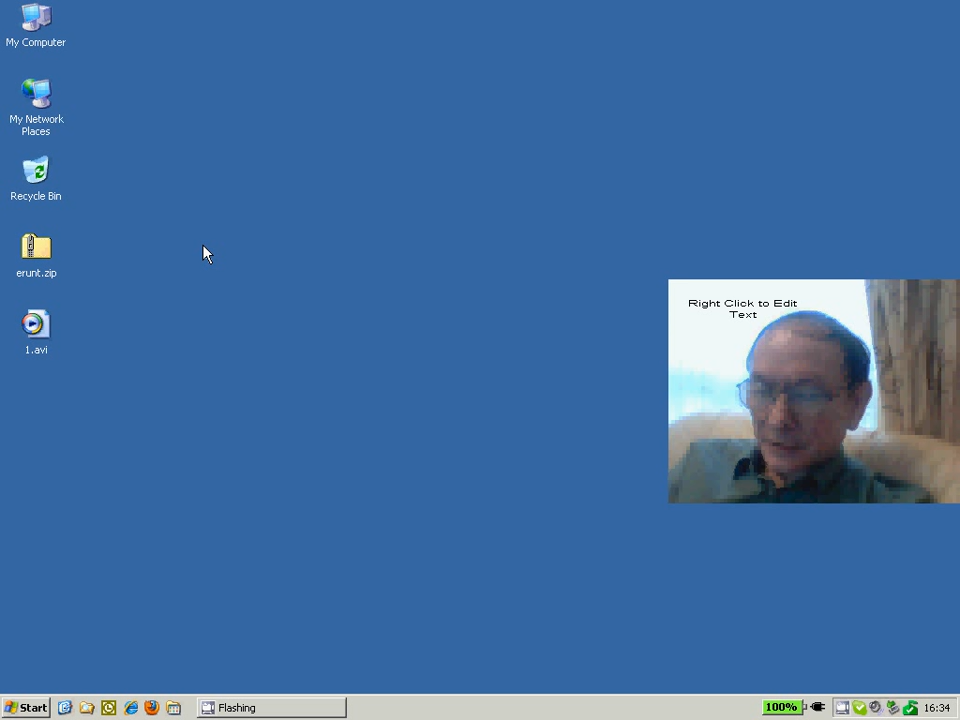 My Computer
My Network
Places
Recycle Bin
erunt.zip
1.avi
Right Click to Edit
Text
Start
Flashing
100%
16:34